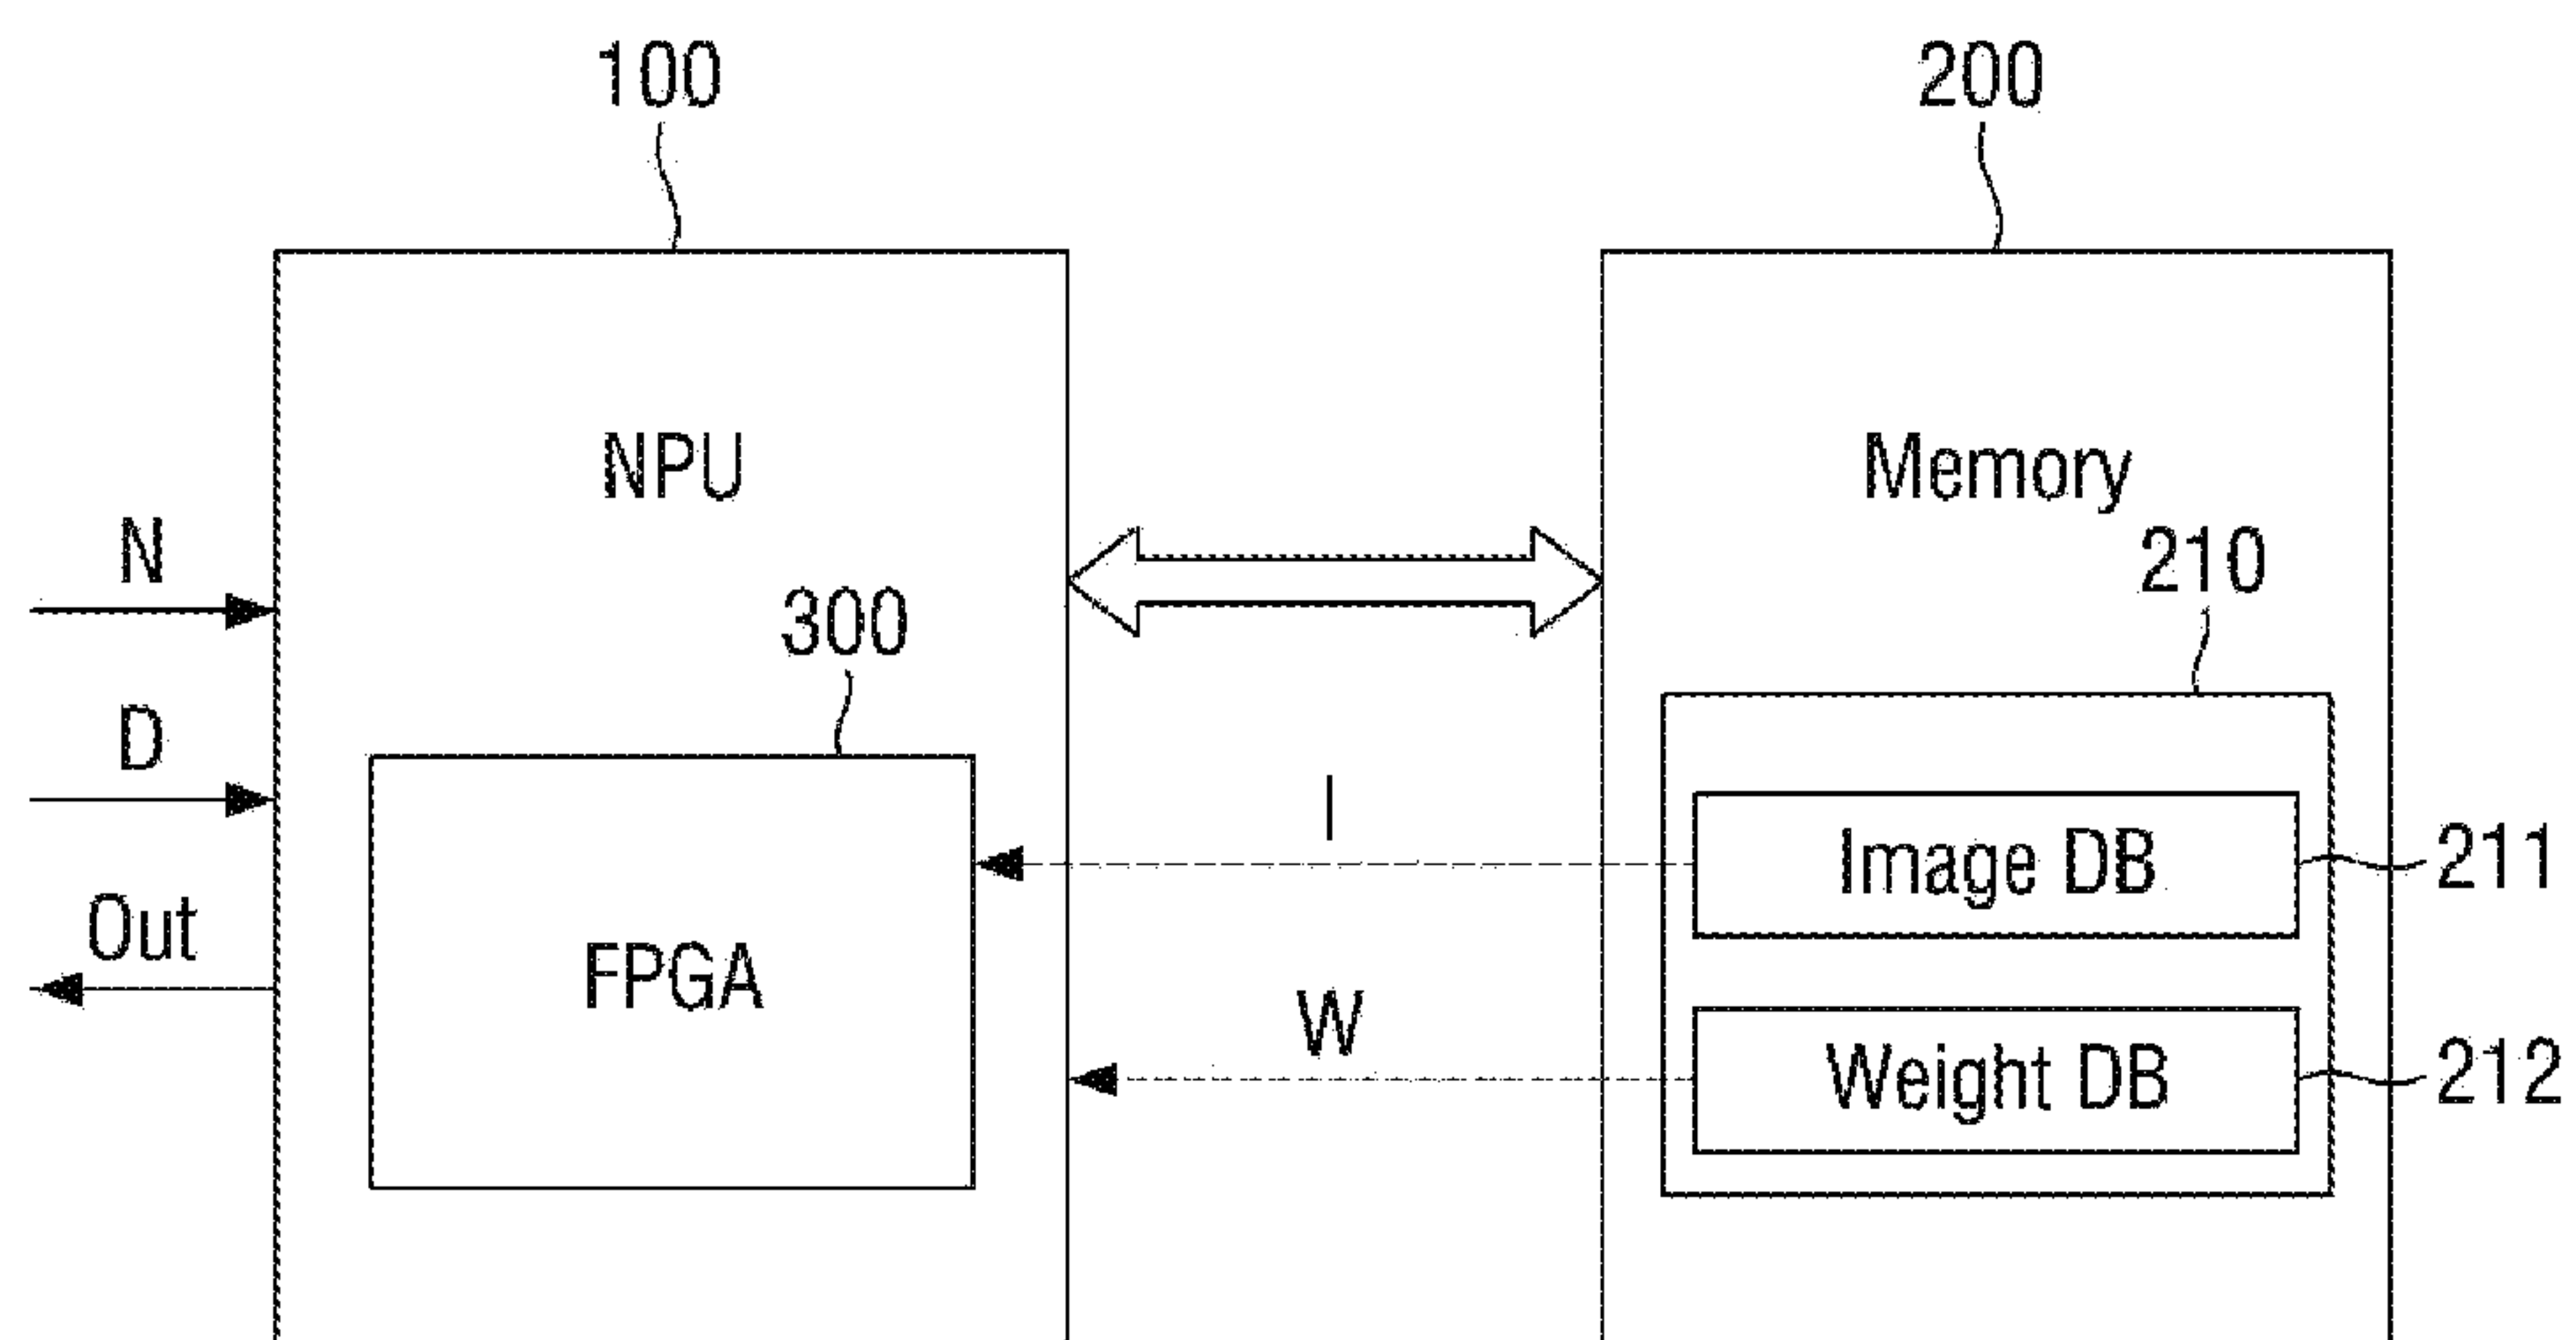 100
200
NPU
Memory
N
210
300
D
I
Image DB
211
Out
FPGA
W
Weight DB
212